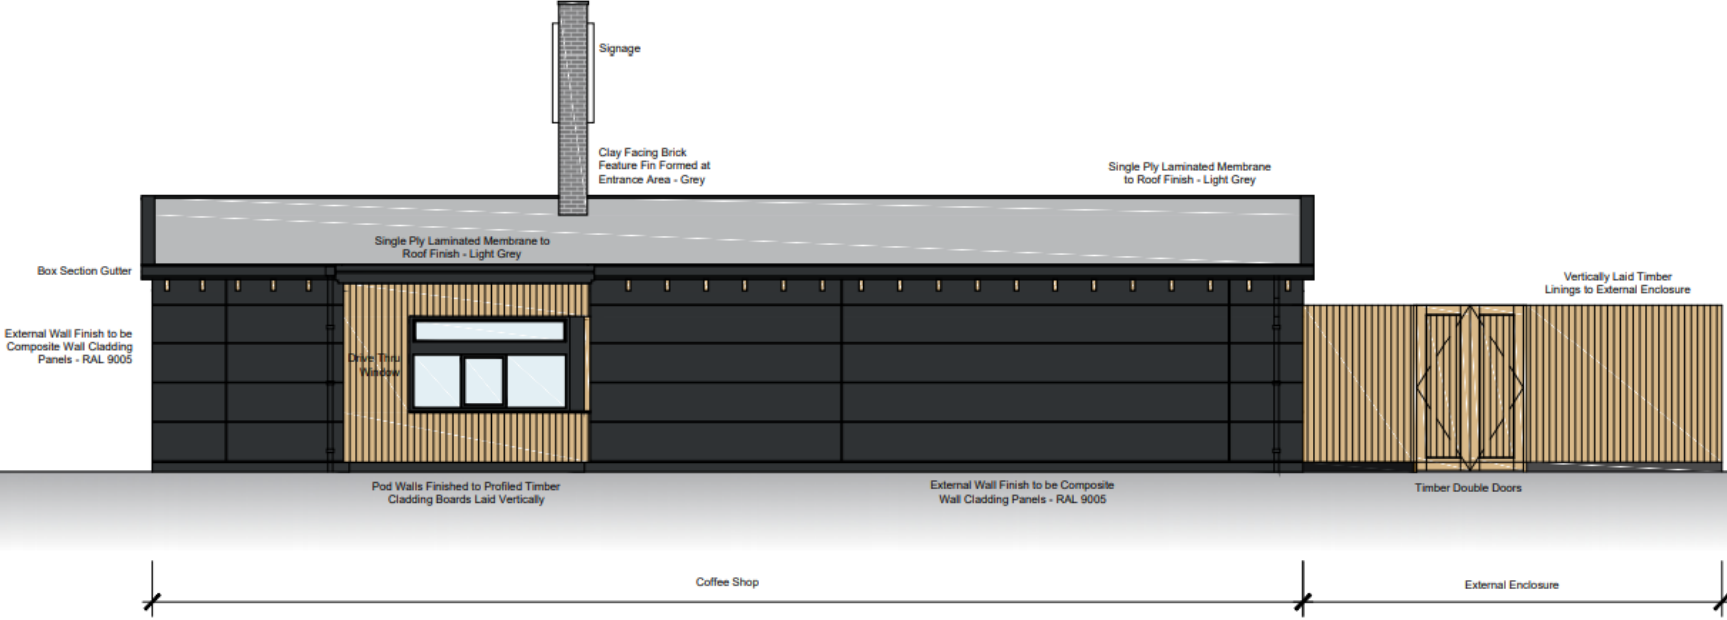 Signage
Clay Facing Brick
Feature Fin Formed at
Entrance Area - Grey
Single Ply Laminated Membrane
to Roof Finish - Light Grey
Single Ply Laminated Membrane to
Roof Finish - Light Grey
Box Section Gutter
Vertically Laid Timber
Linings to External Enclosure
External Wall Finish to be
Composite Wall Cladding
Panels - RAL 9005
Drive Thru
Window
Pod Walls Finished to Profiled Timber
Cladding Boards Laid Vertically
External Wall Finish to be Composite
Wall Cladding Panels - RAL 9005
Timber Double Doors
Coffee Shop
External Enclosure